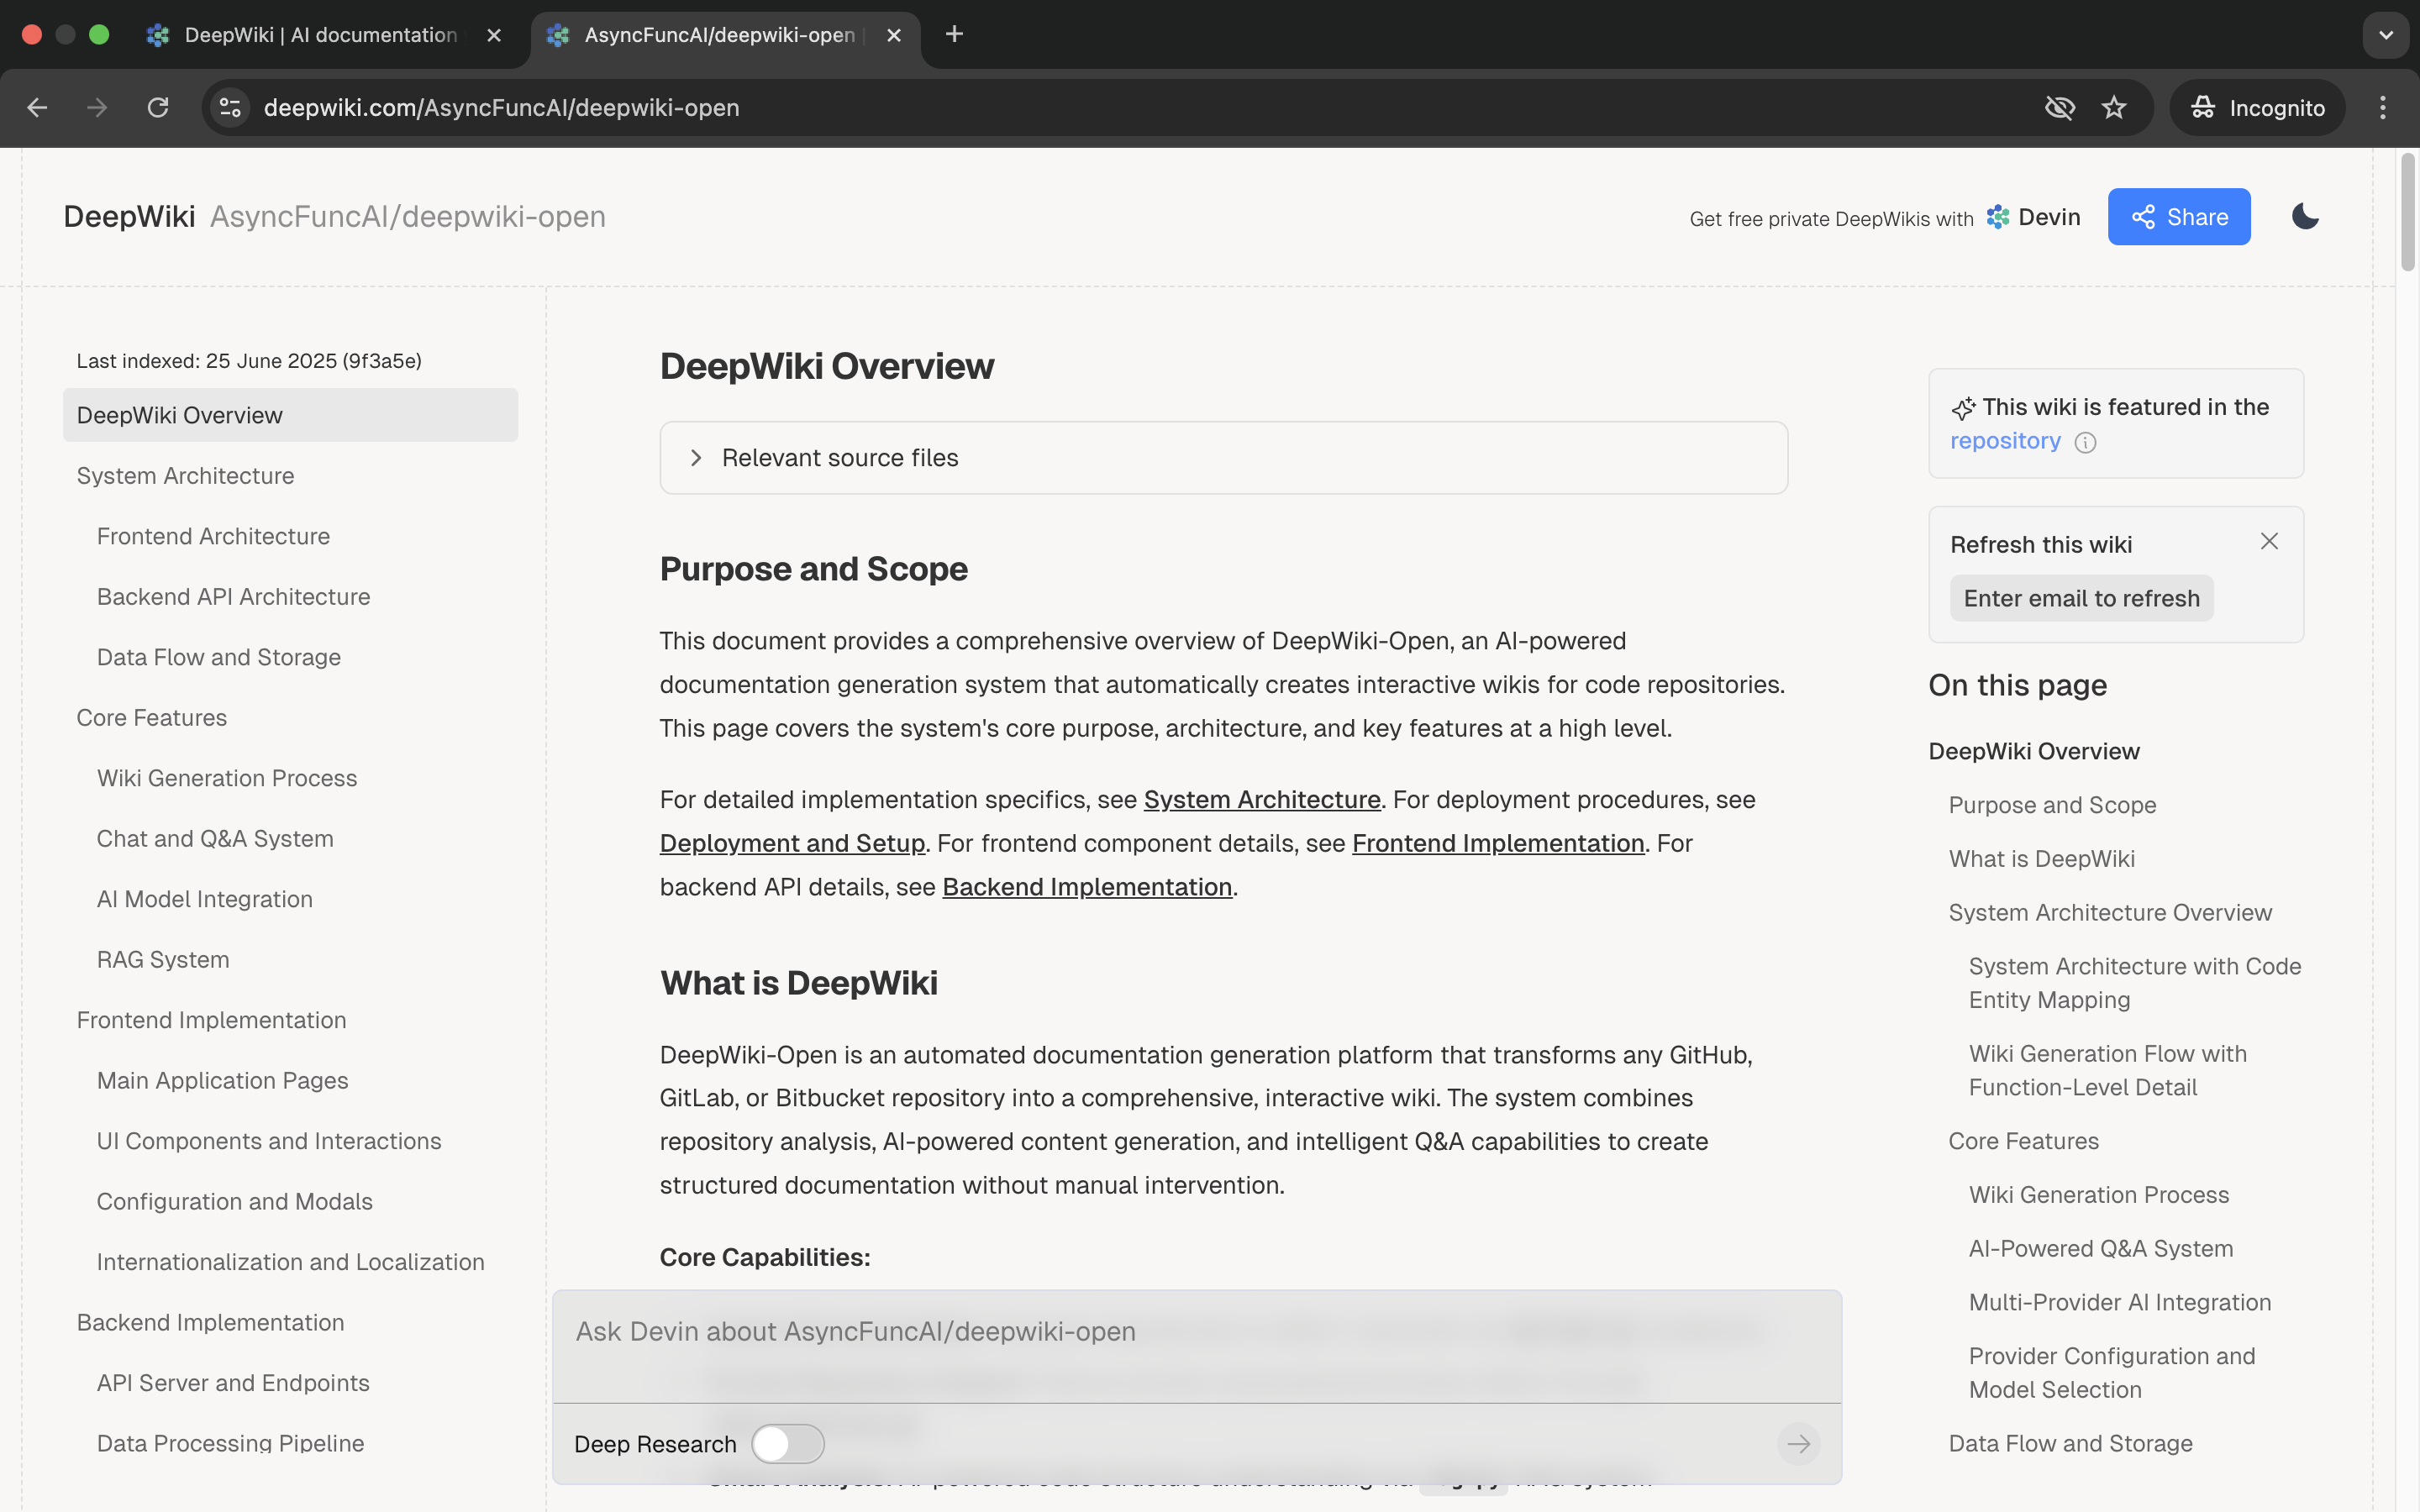 DeepWiki | AI documentation
AsyncFuncAI/deepwiki-open |
deepwiki.com/AsyncFuncAI/deepwiki-open
Incognito
DeepWiki AsyncFuncAI/deepwiki-open
Get free private DeepWikis with Devin
Share
Last indexed: 25 June 2025 (9f3a5e)
DeepWiki Overview
System Architecture
Frontend Architecture
Backend API Architecture
Data Flow and Storage
Core Features
Wiki Generation Process
Chat and Q&A System
AI Model Integration
RAG System
Frontend Implementation
Main Application Pages
UI Components and Interactions
Configuration and Modals
Internationalization and Localization
Backend Implementation
API Server and Endpoints
Data Processing Pipeline
DeepWiki Overview
Relevant source files
Purpose and Scope
This document provides a comprehensive overview of DeepWiki-Open, an AI-powered
documentation generation system that automatically creates interactive wikis for code repositories.
This page covers the system's core purpose, architecture, and key features at a high level.
For detailed implementation specifics, see System Architecture. For deployment procedures, see
Deployment and Setup. For frontend component details, see Frontend Implementation. For
backend API details, see Backend Implementation.
What is DeepWiki
DeepWiki-Open is an automated documentation generation platform that transforms any GitHub,
GitLab, or Bitbucket repository into a comprehensive, interactive wiki. The system combines
repository analysis, AI-powered content generation, and intelligent Q&A capabilities to create
structured documentation without manual intervention.
Core Capabilities:
Ask Devin about AsyncFuncAI/deepwiki-open
Deep Research
This wiki is featured in the
repository
Refresh this wiki
Enter email to refresh
On this page
DeepWiki Overview
Purpose and Scope
What is DeepWiki
System Architecture Overview
System Architecture with Code
Entity Mapping
Wiki Generation Flow with
Function-Level Detail
Core Features
Wiki Generation Process
AI-Powered Q&A System
Multi-Provider AI Integration
Provider Configuration and
Model Selection
Data Flow and Storage